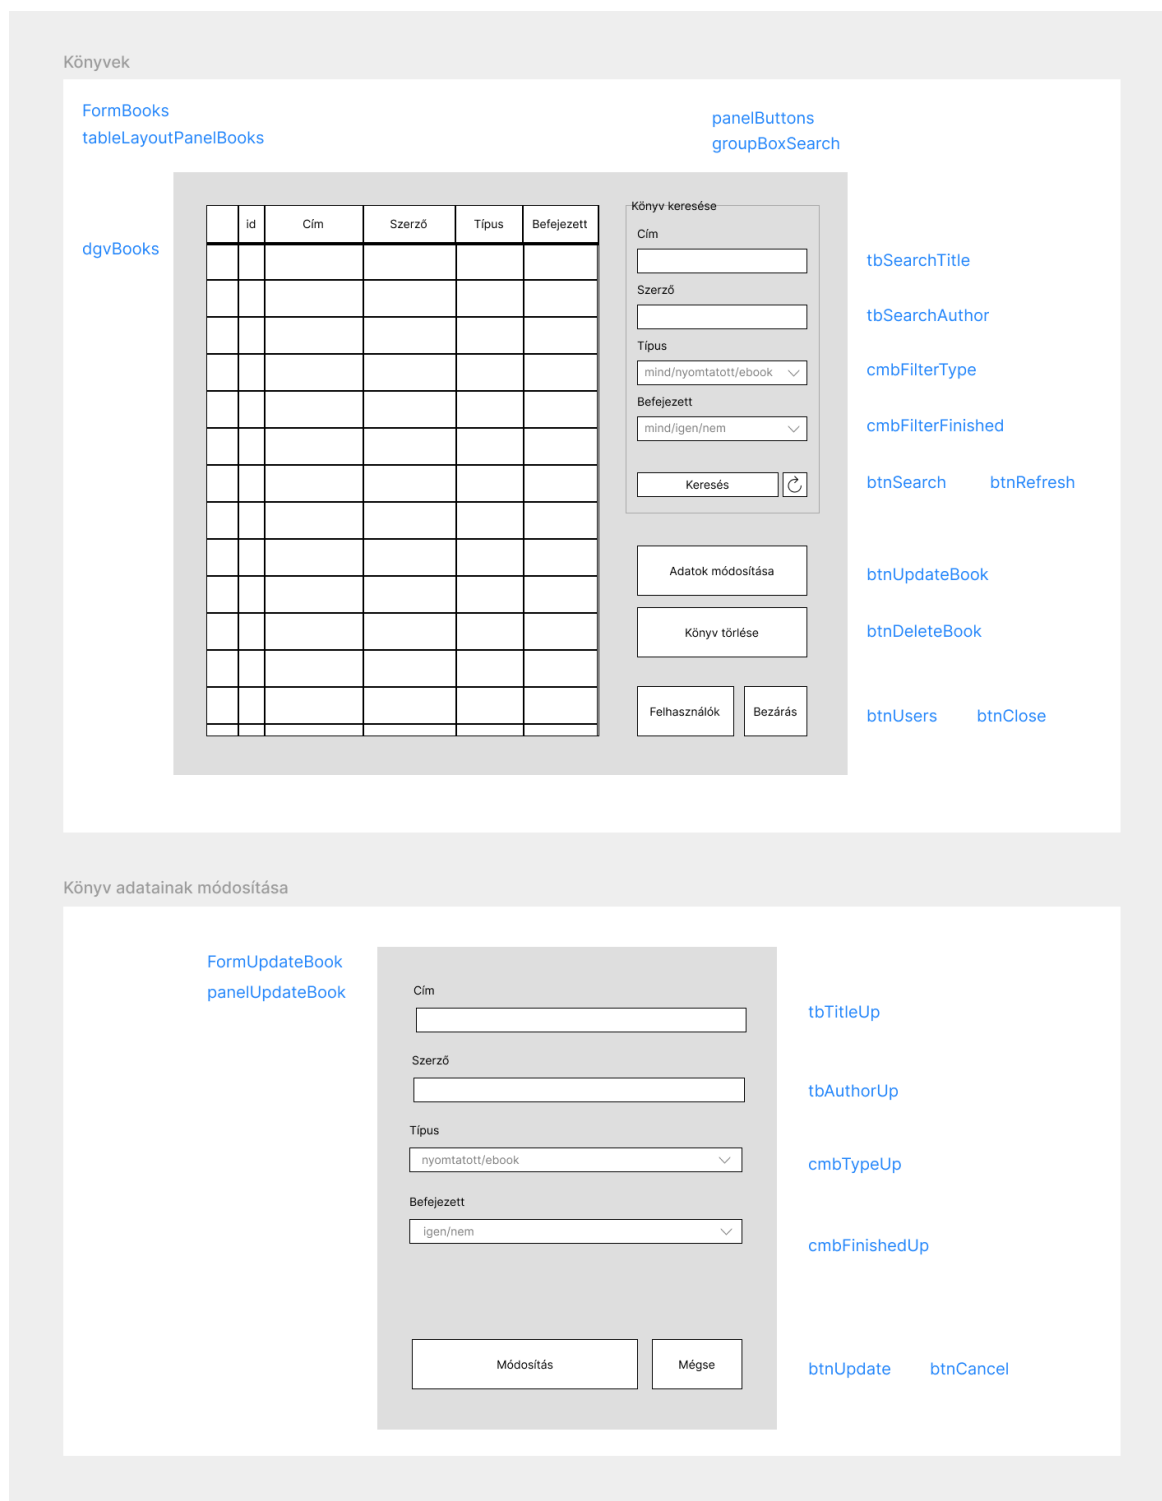 Könyvek
FormBooks
tableLayoutPanelBooks
panelButtons
groupBoxSearch
id Cím Szerző Típus Befejezett
dgvBooks
Könyv keresése
Cím
tbSearchTitle
Szerző
tbSearchAuthor
Típus
mind/nyomtatott/ebook
cmbFilterType
Befejezett
mind/igen/nem
cmbFilterFinished
Keresés
btnSearch btnRefresh
Adatok módosítása
btnUpdateBook
Könyv törlése
btnDeleteBook
Felhasználók Bezárás
btnUsers btnClose
Könyv adatainak módosítása
FormUpdateBook
panelUpdateBook
Cím
tbTitleUp
Szerző
tbAuthorUp
Típus
nyomtatott/ebook
cmbTypeUp
Befejezett
igen/nem
cmbFinishedUp
Módosítás Mégse
btnUpdate btnCancel